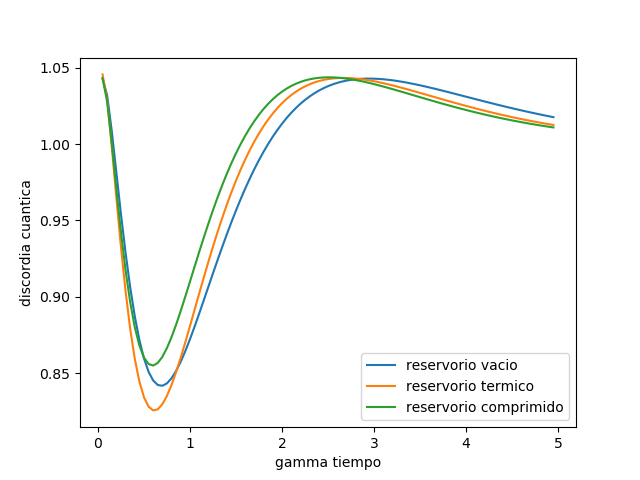 1.05
1.00
0.95
0.90
0.85
discordia cuantica
0
1
2
3
4
5
gamma tiempo
reservorio vacio
reservorio termico
reservorio comprimido